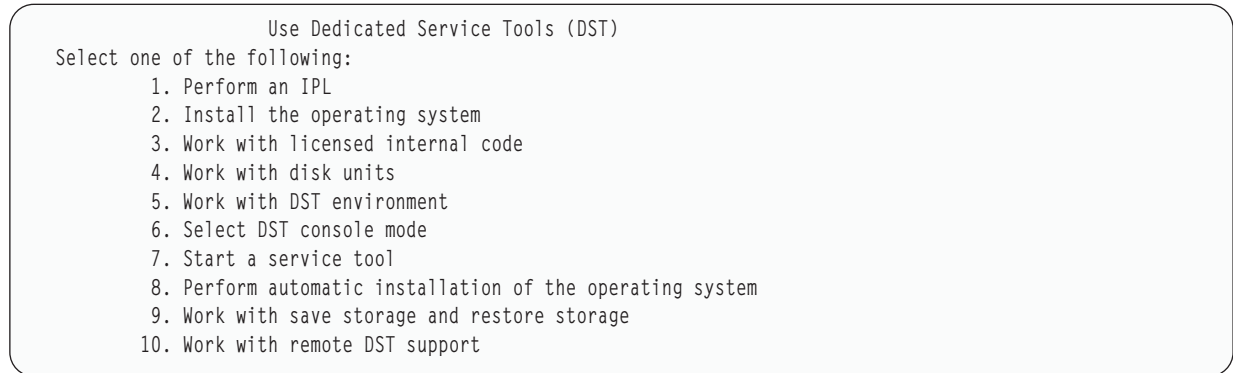 Use Dedicated Service Tools (DST)
Select one of the following:
1. Perform an IPL
2. Install the operating system
3. Work with licensed internal code
4. Work with disk units
5. Work with DST environment
6. Select DST console mode
7. Start a service tool
8. Perform automatic installation of the operating system
9. Work with save storage and restore storage
10. Work with remote DST support